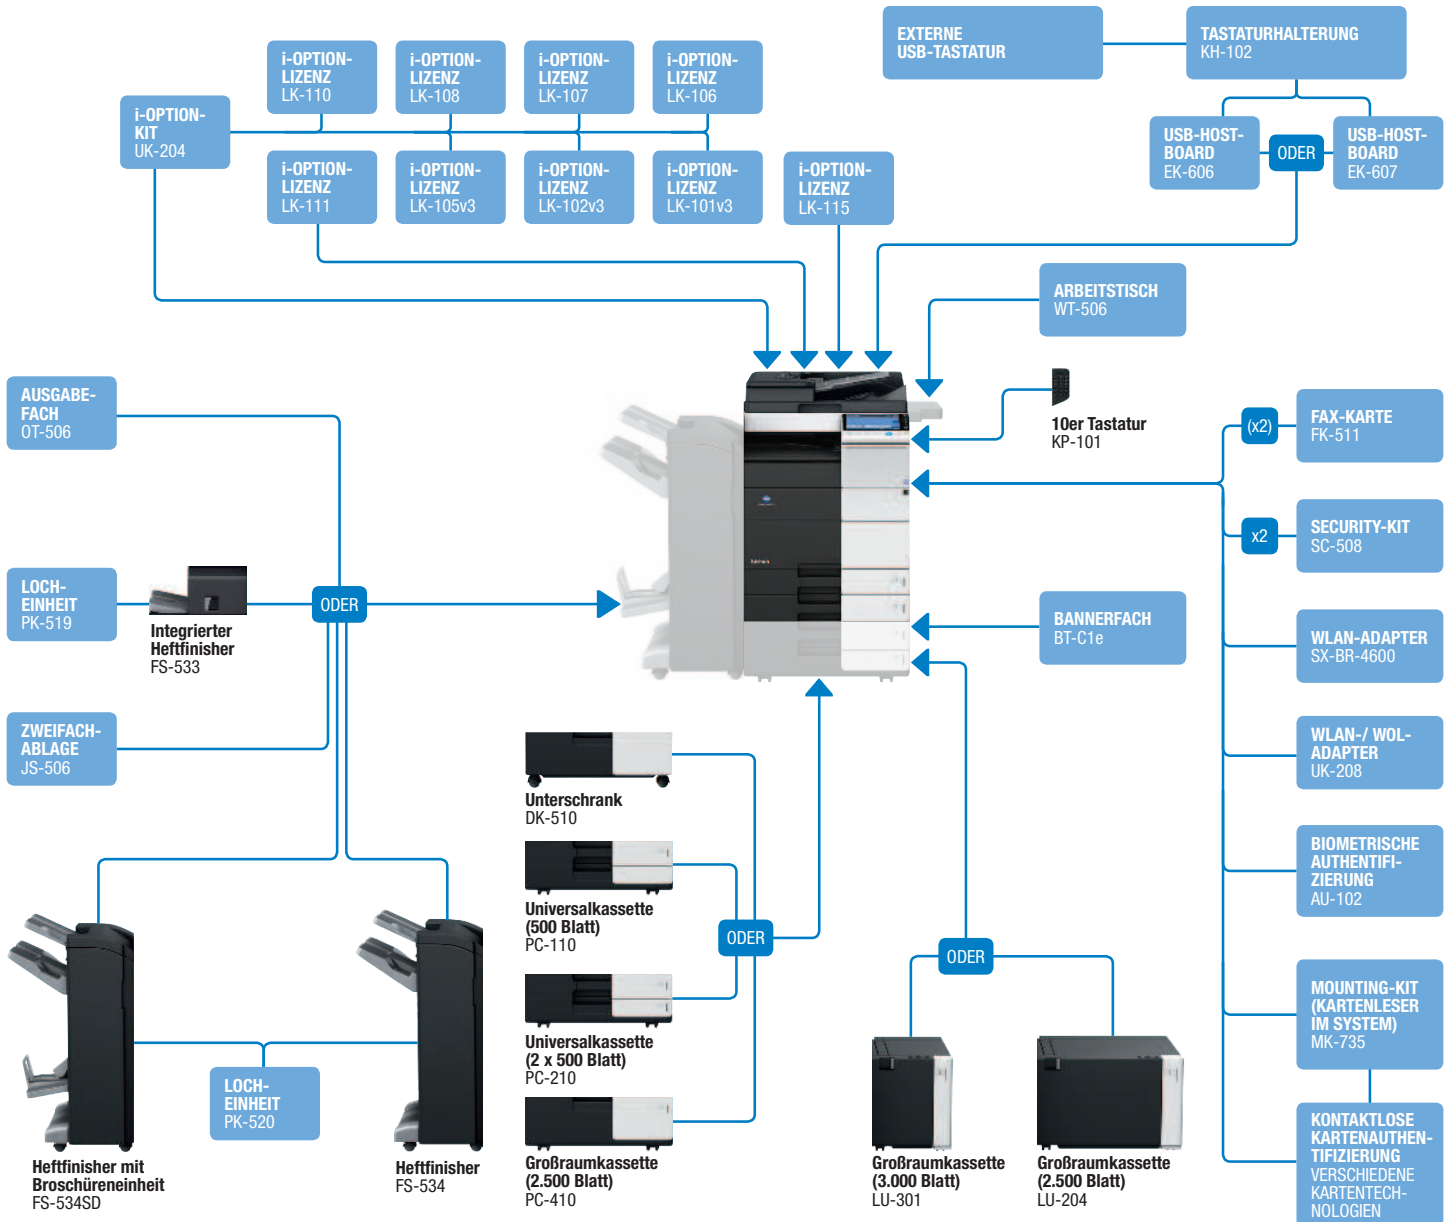 EXTERNE
USB-TASTATUR
TASTATURHALTERUNG
KH-102
i-OPTION-
LIZENZ
LK-110
i-OPTION-
LIZENZ
LK-108
i-OPTION-
LIZENZ
LK-107
i-OPTION-
LIZENZ
LK-106
i-OPTION-
KIT
UK-204
USB-HOST-
BOARD
EK-606
ODER
USB-HOST-
BOARD
EK-607
i-OPTION-
LIZENZ
LK-111
i-OPTION-
LIZENZ
LK-105v3
i-OPTION-
LIZENZ
LK-102v3
i-OPTION-
LIZENZ
LK-101v3
i-OPTION-
LIZENZ
LK-115
ARBEITSTISCH
WT-506
AUSGABE-
FACH
OT-506
10er Tastatur
KP-101
(x2)
FAX-KARTE
FK-511
x2
SECURITY-KIT
SC-508
LOCH-
EINHEIT
PK-519
Integrierter
Heftfinisher
FS-533
ODER
BANNERFACH
BT-C1e
WLAN-ADAPTER
SX-BR-4600
ZWEIFACH-
ABLAGE
JS-506
WLAN-/ WOL-
ADAPTER
UK-208
Unterschrank
DK-510
BIOMETRISCHE
AUTHENTIFI-
ZIERUNG
AU-102
Universalkassette
(500 Blatt)
PC-110
ODER
ODER
Universalkassette
(2 x 500 Blatt)
PC-210
MOUNTING-KIT
(KARTENLESER
IM SYSTEM)
MK-735
LOCH-
EINHEIT
PK-520
Heftfinisher mit
Broschüreneinheit
FS-534SD
Heftfinisher
FS-534
Großraumkassette
(2.500 Blatt)
PC-410
Großraumkassette
(3.000 Blatt)
LU-301
Großraumkassette
(2.500 Blatt)
LU-204
KONTAKTLOSE
KARTENAUTHEN-
TIFIZIERUNG
VERSCHIEDENE
KARTENTECH-
NOLOGIEN